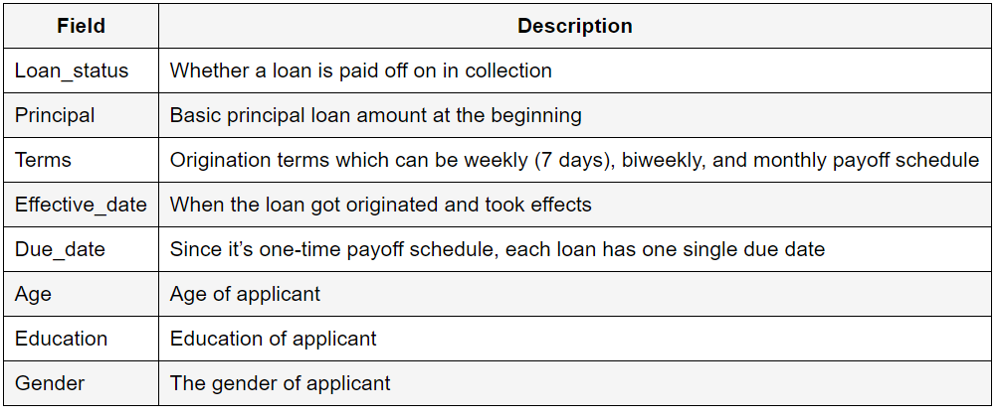 Field Description
Loan_status Whether a loan is paid off on in collection
Principal Basic principal loan amount at the beginning
Terms Origination terms which can be weekly (7 days), biweekly, and monthly payoff schedule
Effective_date When the loan got originated and took effects
Due_date Since it’s one-time payoff schedule, each loan has one single due date
Age Age of applicant
Education Education of applicant
Gender The gender of applicant